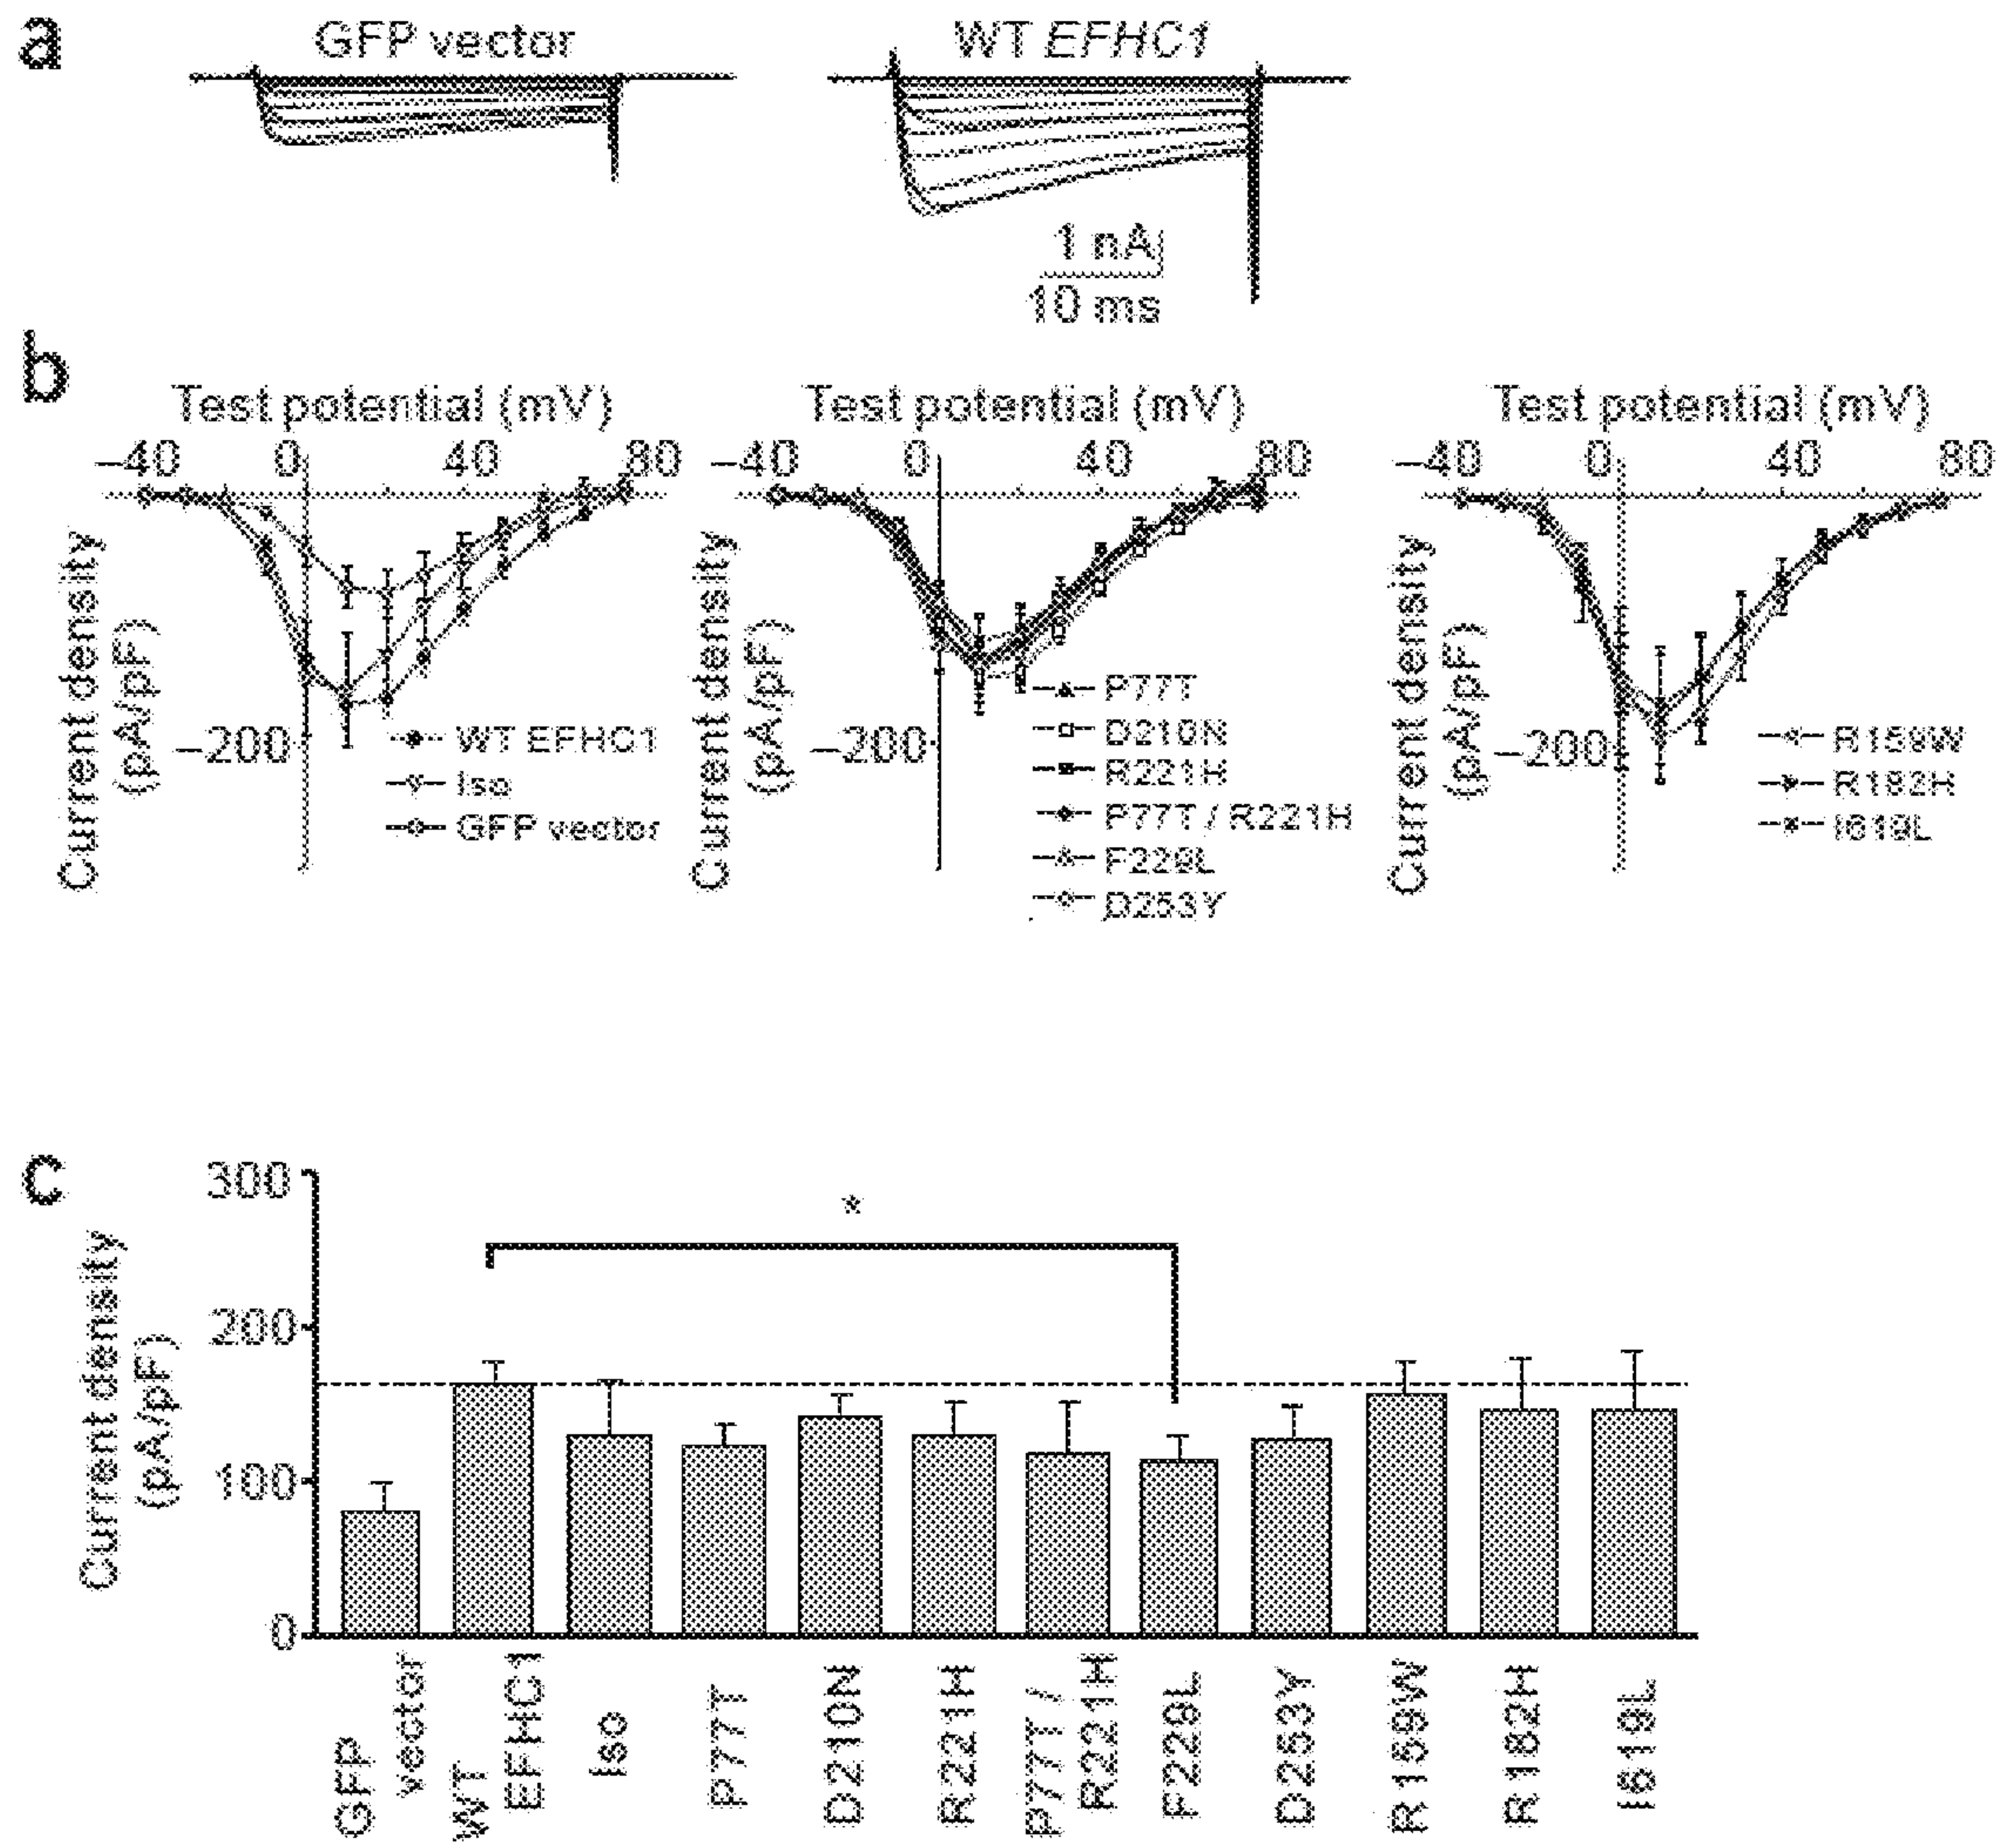 a
GFP vector
WT EFHC1
1 nA
10 ms
b
Test potential (mV)
–40 0 40 80
Current density
(pA/pF)
–200
WT EFHC1
Iso
GFP vector
Test potential (mV)
–40 0 40 80
Current density
(pA/pF)
–200
P77T
D210N
R221H
P77T / R221H
F229L
D253Y
Test potential (mV)
–40 0 40 80
Current density
(pA/pF)
–200
R159W
R182H
I619L
c
Current density
(pA/pF)
300
200
100
0
*
GFP
vector
WT
EFHC1
Iso
P77T
D210N
R221H
P77T /
R221H
F229L
D253Y
R159W
R182H
I619L